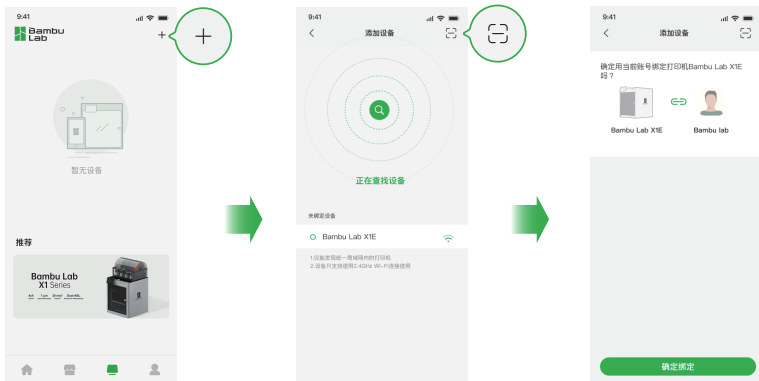 9:41
Bambu
Lab
暂无设备
推荐
Bambu Lab
X1 Series
9:41
添加设备
正在查找设备
未绑定设备
Bambu Lab X1E
1.仅能发现统一局域网内的打印机
2.设备只支持使用2.4GHz Wi-Fi连接使用
9:41
添加设备
确定用当前账号绑定打印机Bambu Lab X1E
吗？
Bambu Lab X1E
Bambu lab
确定绑定